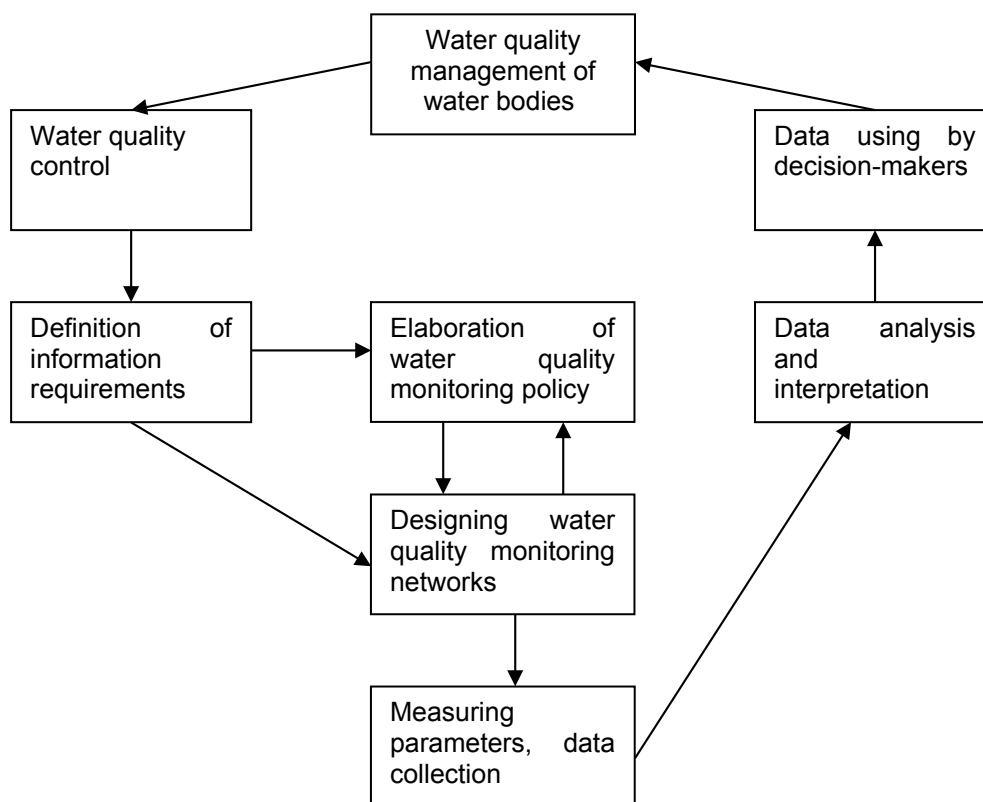 Water quality
management of
water bodies
Water quality
control
Data using by
decision-makers
Definition of
information
requirements
Elaboration of
water quality
monitoring policy
Data analysis
and
interpretation
Designing water
quality monitoring
networks
Measuring
parameters, data
collection